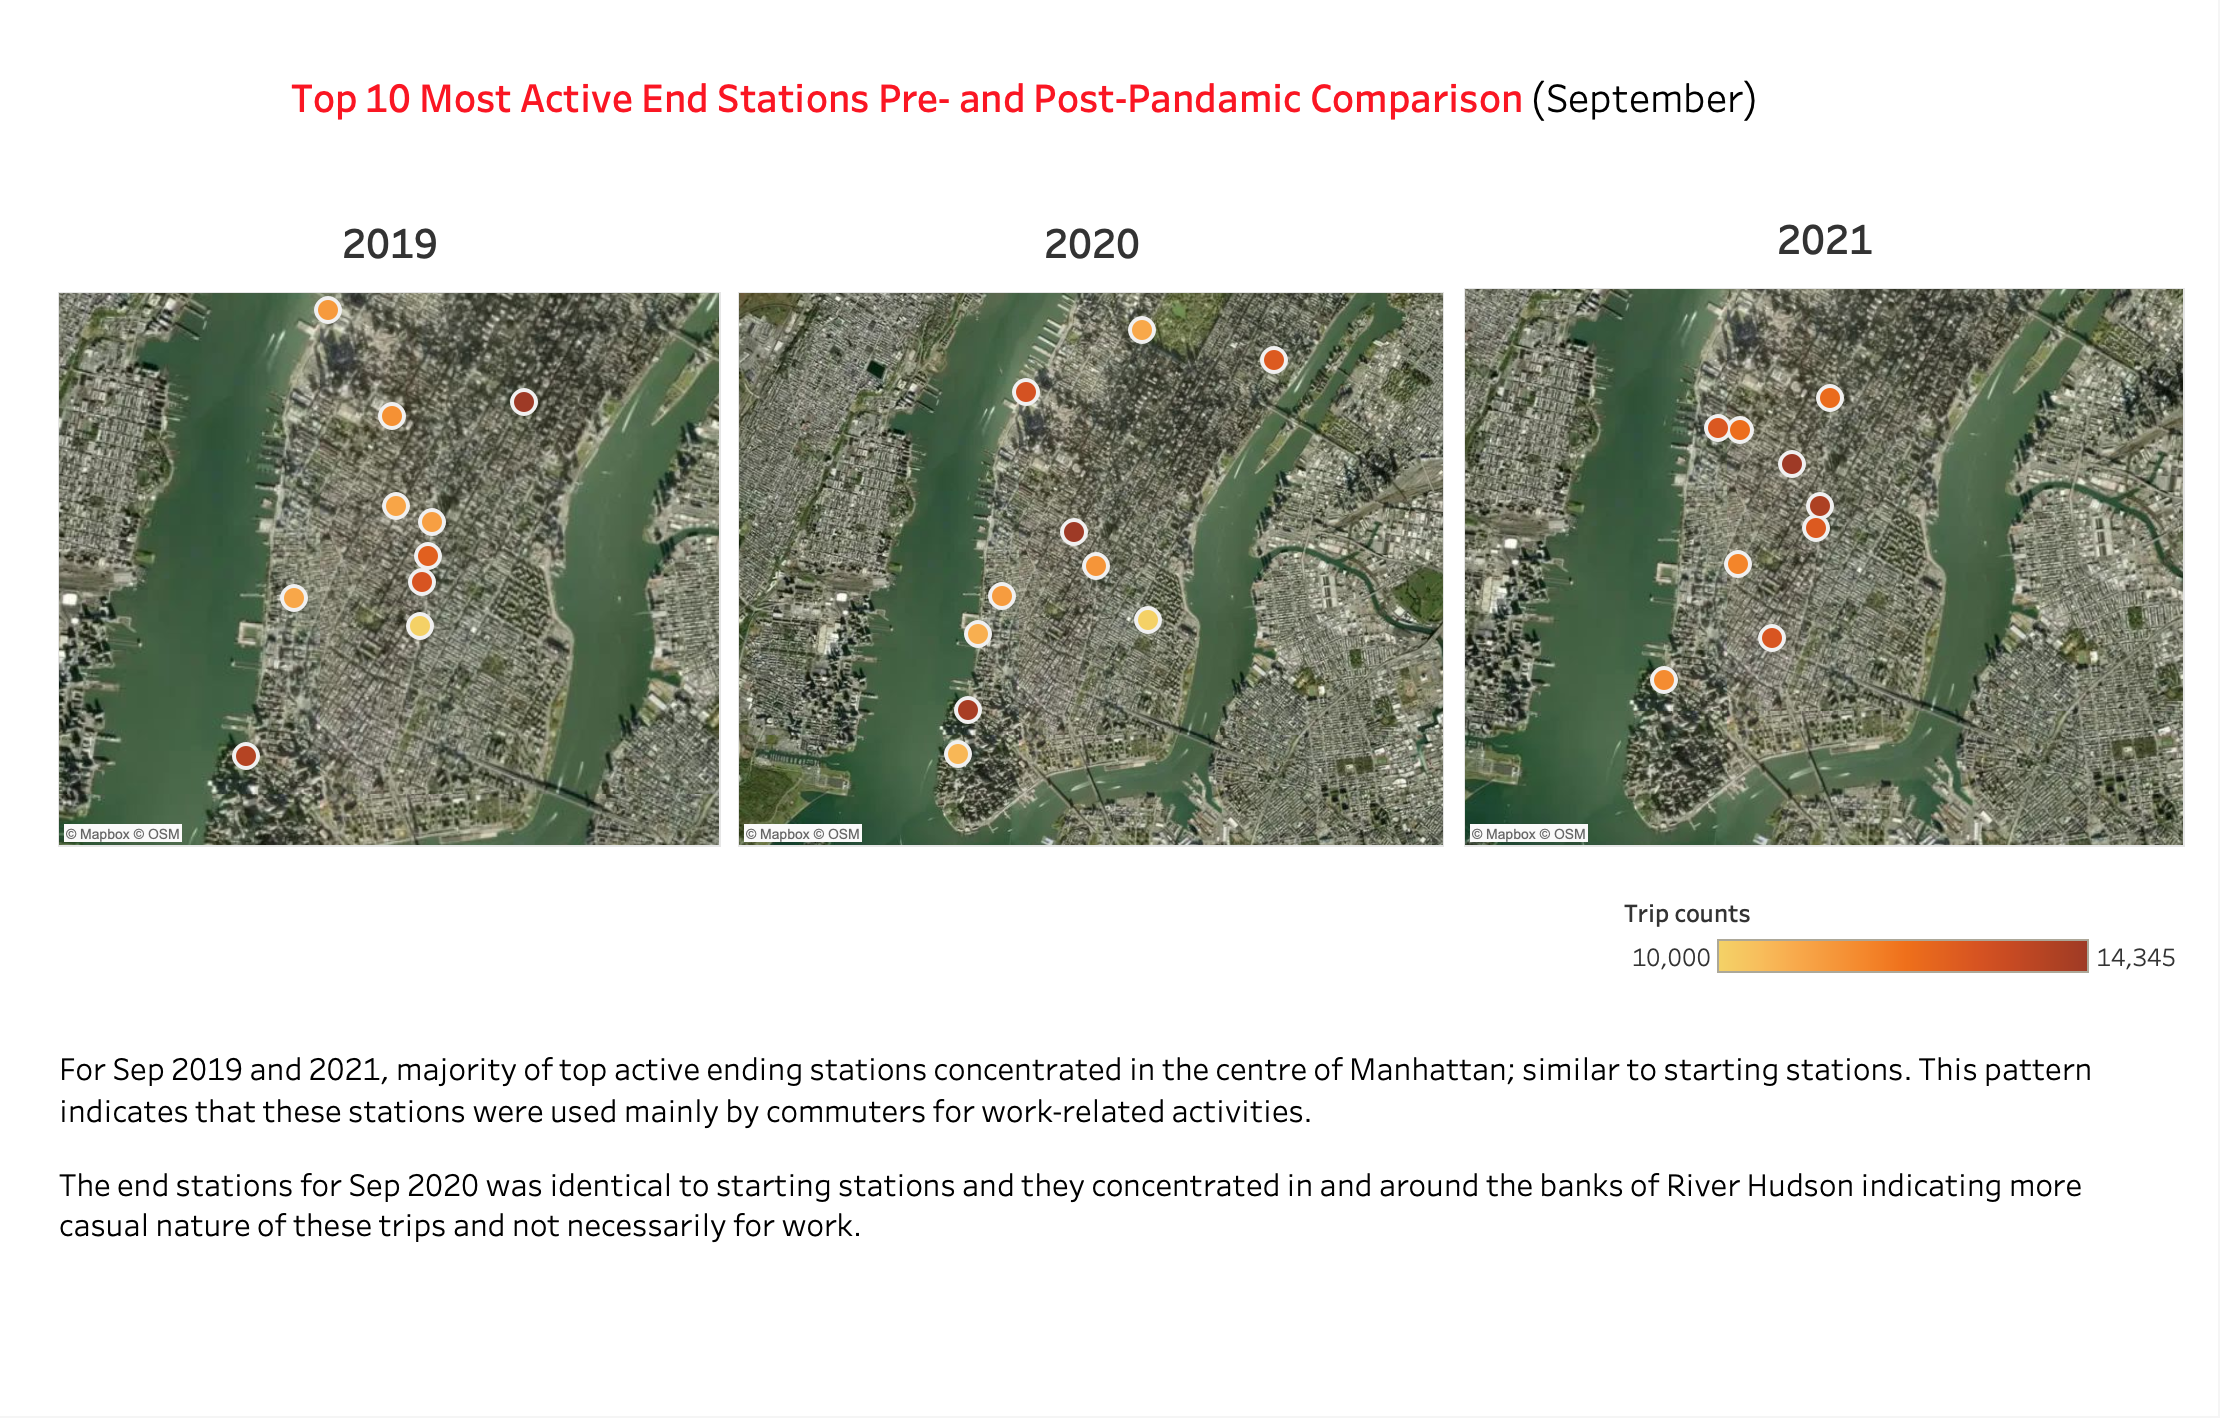 Top 10 Most Active End Stations Pre- and Post-Pandamic Comparison (September)
2019
2020
2021
© Mapbox © OSM
© Mapbox © OSM
© Mapbox © OSM
Trip counts
10,000
14,345
For Sep 2019 and 2021, majority of top active ending stations concentrated in the centre of Manhattan; similar to starting stations. This pattern
indicates that these stations were used mainly by commuters for work-related activities.
The end stations for Sep 2020 was identical to starting stations and they concentrated in and around the banks of River Hudson indicating more
casual nature of these trips and not necessarily for work.